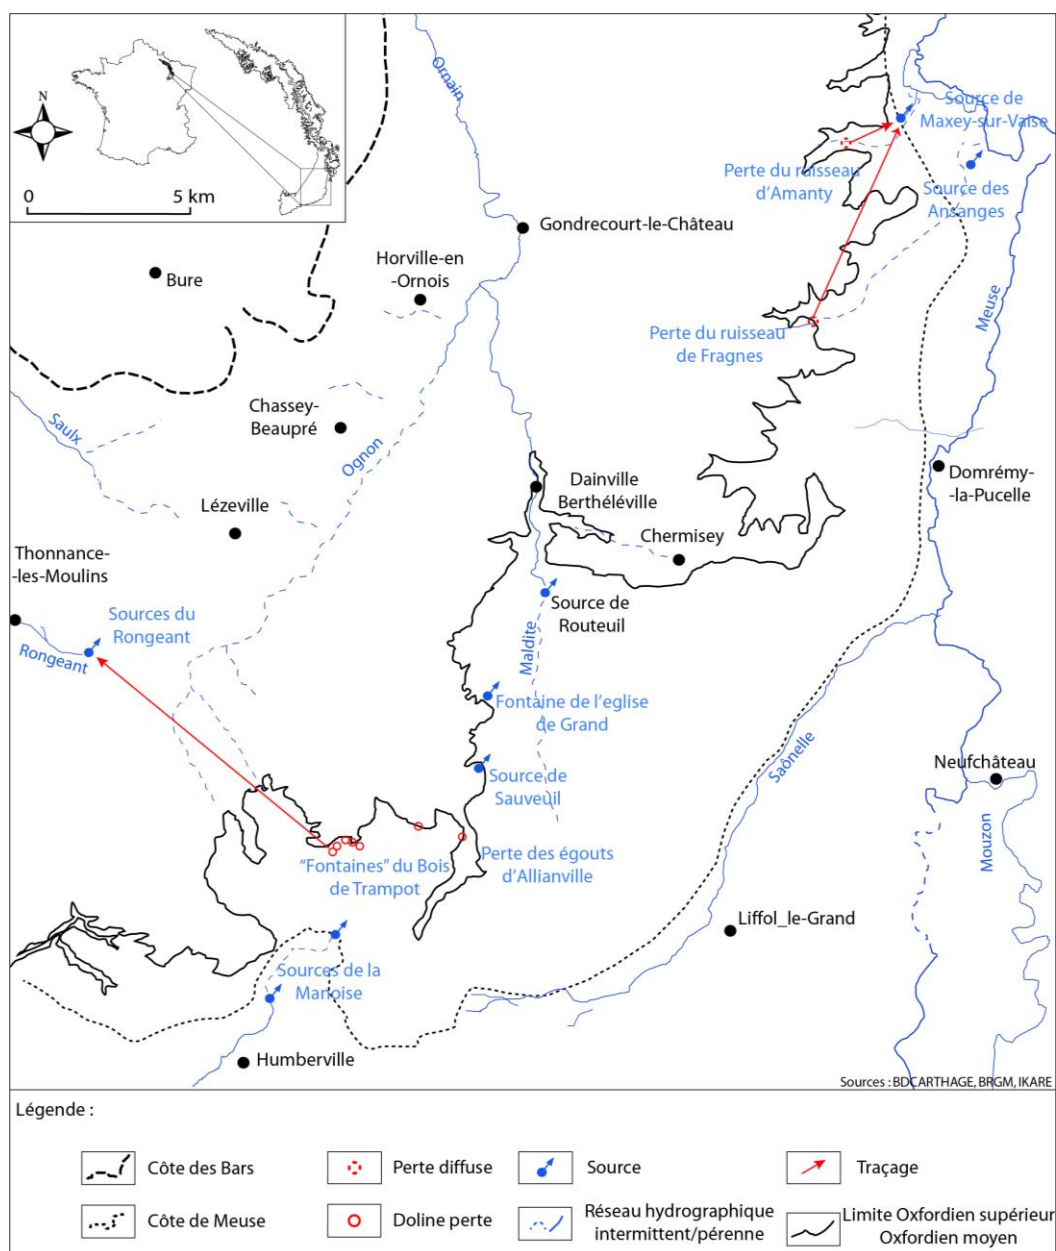 N
0
5 km
Ornain
Source de
Maxey-sur-Vaise
Perte du ruisseau
d'Amanty
Source des
Ansanges
Gondrecourt-le-Château
Horville-en
-Ornois
Bure
Meuse
Perte du ruisseau
de Fragnes
Chassey-
Beaupré
Saulx
Ognon
Dainville
Berthéléville
Domrémy-
-la-Pucelle
Lézeville
Chermisey
Thonnance-
-les-Moulins
Sources du
Rongeant
Source de
Routeuil
Rongeant
Maldite
Fontaine de l'eglise
de Grand
Saônelle
Neufchâteau
Source de
Sauveuil
Mouzon
"Fontaines" du Bois
de Trampot
Perte des égouts
d'Allianville
Liffol_le-Grand
Sources de la
Manoise
Humberville
Sources : BDCARTHAGE, BRGM, IKARE
Légende :
Côte des Bars
Perte diffuse
Source
Traçage
Côte de Meuse
Doline perte
Réseau hydrographique
intermittent/pérenne
Limite Oxfordien supérieur
Oxfordien moyen